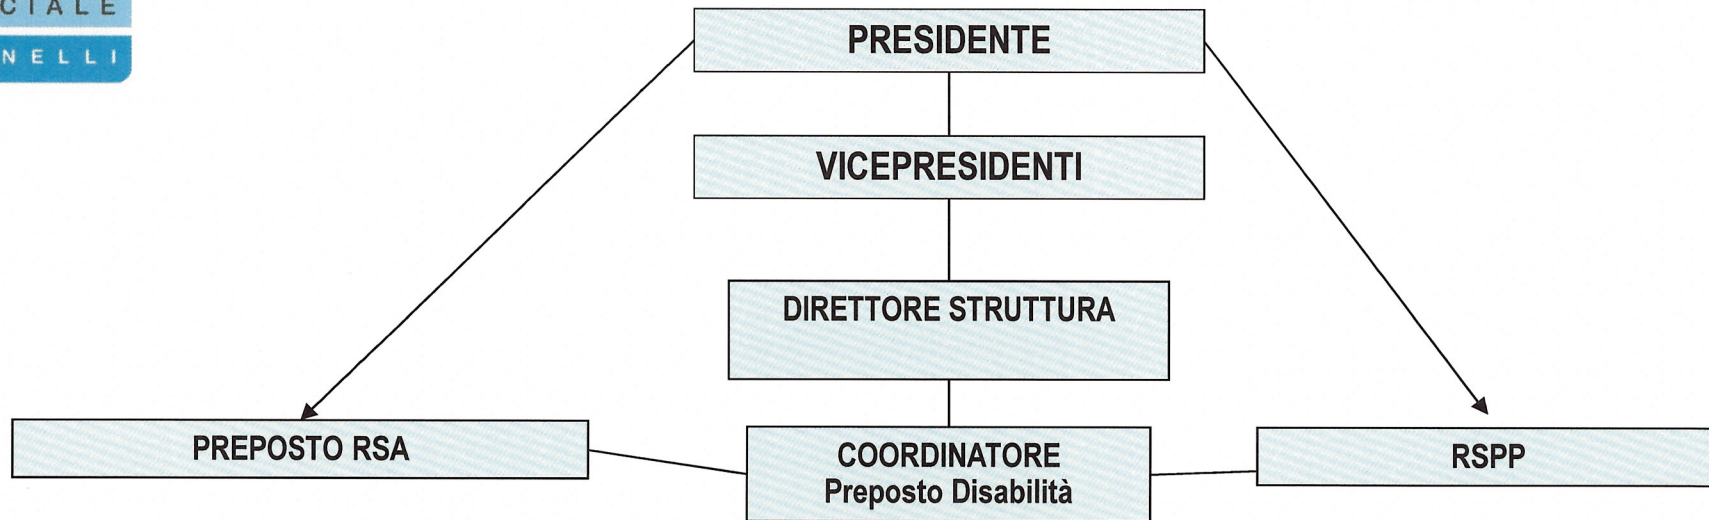 CIALE
NELLI
PRESIDENTE
VICEPRESIDENTI
DIRETTORE STRUTTURA
PREPOSTO RSA
COORDINATORE
Preposto Disabilità
RSPP